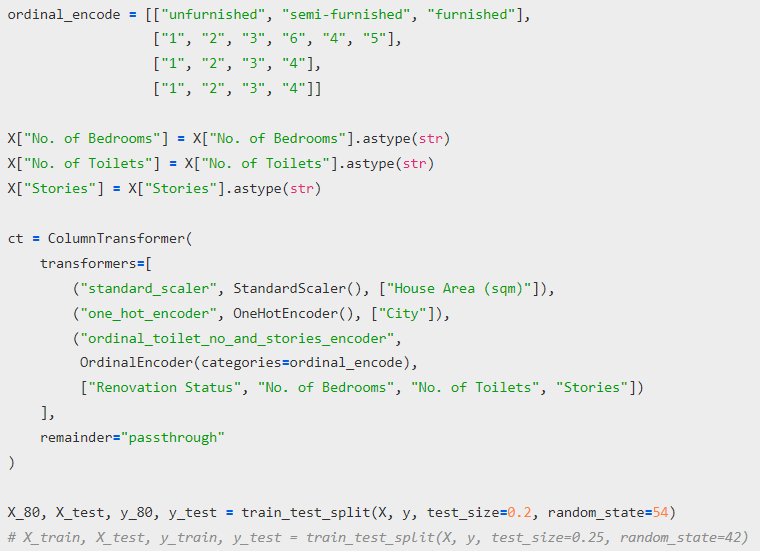 ordinal_encode = [["unfurnished", "semi-furnished", "furnished"],
                  ["1", "2", "3", "6", "4", "5"],
                  ["1", "2", "3", "4"],
                  ["1", "2", "3", "4"]]

X["No. of Bedrooms"] = X["No. of Bedrooms"].astype(str)
X["No. of Toilets"] = X["No. of Toilets"].astype(str)
X["Stories"] = X["Stories"].astype(str)

ct = ColumnTransformer(
    transformers=[
        ("standard_scaler", StandardScaler(), ["House Area (sqm)"]),
        ("one_hot_encoder", OneHotEncoder(), ["City"]),
        ("ordinal_toilet_no_and_stories_encoder",
         OrdinalEncoder(categories=ordinal_encode),
         ["Renovation Status", "No. of Bedrooms", "No. of Toilets", "Stories"])
    ],
    remainder="passthrough"
)

X_80, X_test, y_80, y_test = train_test_split(X, y, test_size=0.2, random_state=54)
# X_train, X_test, y_train, y_test = train_test_split(X, y, test_size=0.25, random_state=42)